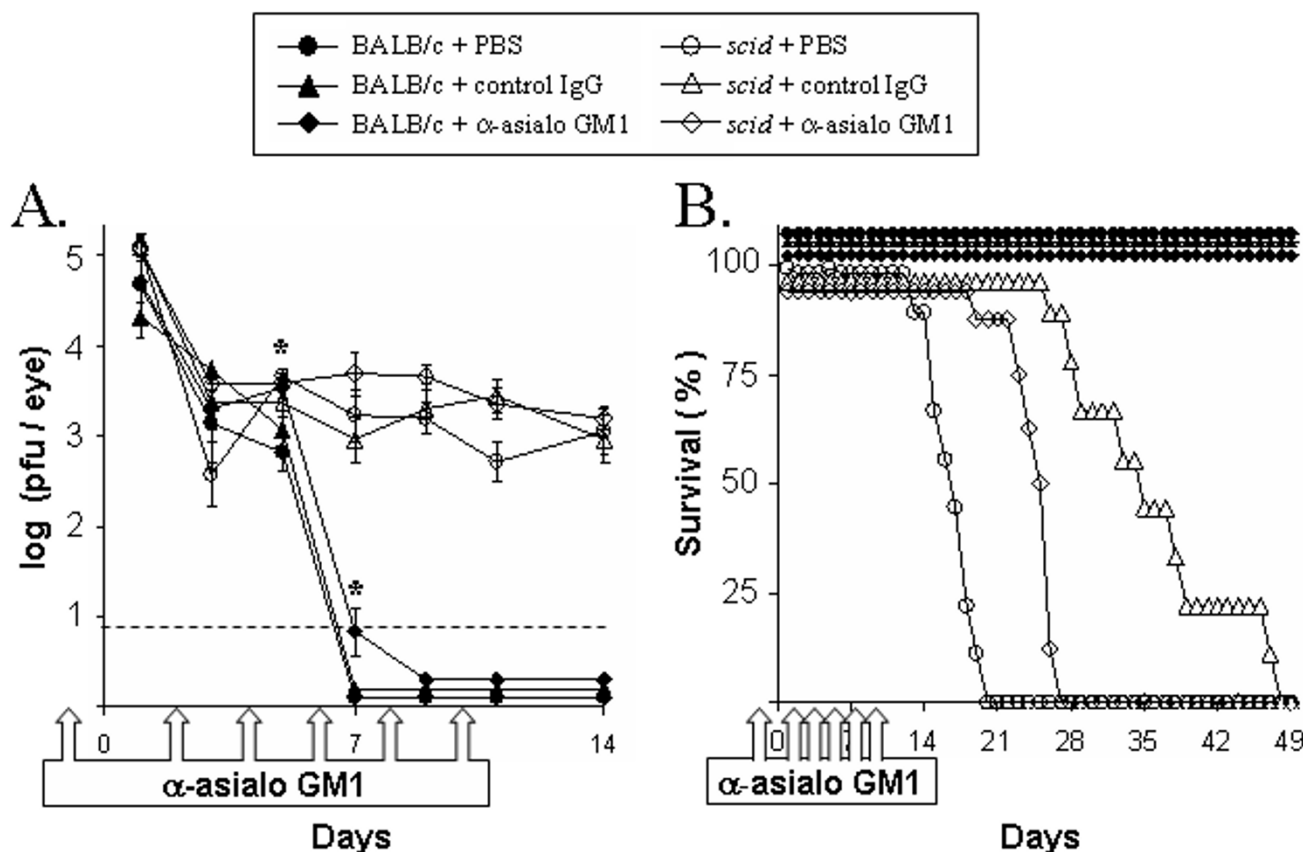 BALB/c + PBS
scid + PBS
BALB/c + control IgG
scid + control IgG
BALB/c + α-asialo GM1
scid + α-asialo GM1
A.
log (pfu / eye)
5
4
3
2
1
*
*
0
7
14
α-asialo GM1
Days
B.
Survival ( % )
100
75
50
25
0
7
14
21
28
35
42
49
α-asialo GM1
Days